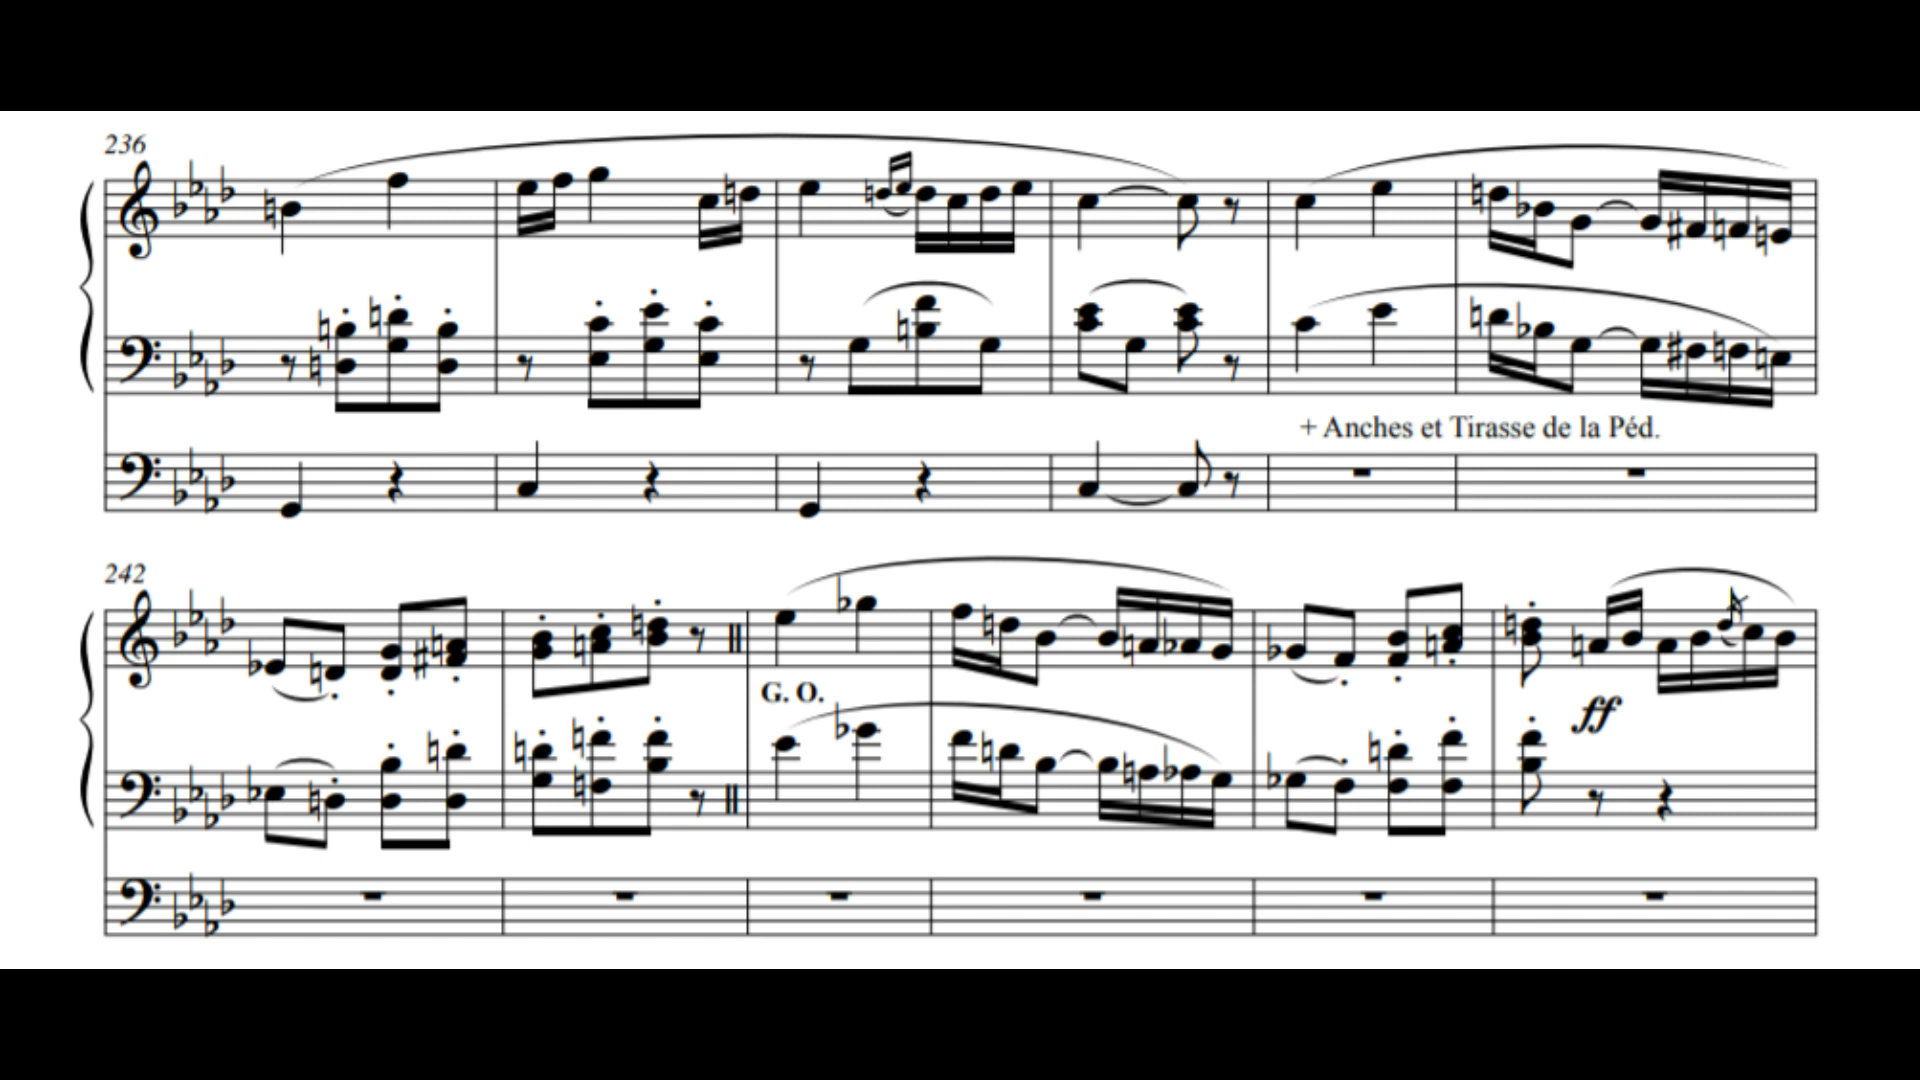 236
+ Anches et Tirasse de la Péd.
242
G. O.
ff